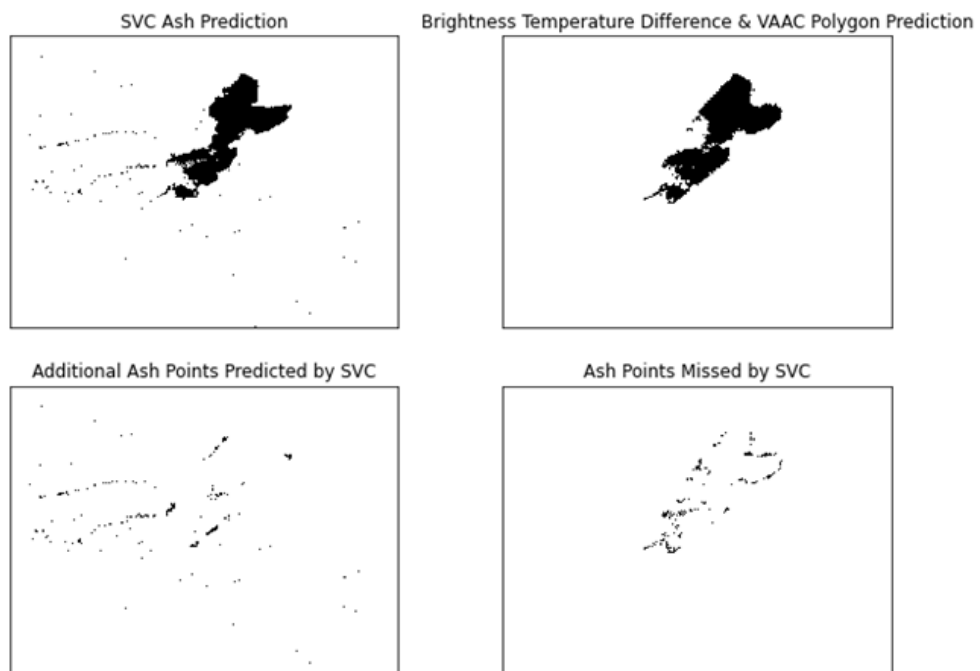 SVC Ash Prediction
Brightness Temperature Difference & VAAC Polygon Prediction
Additional Ash Points Predicted by SVC
Ash Points Missed by SVC